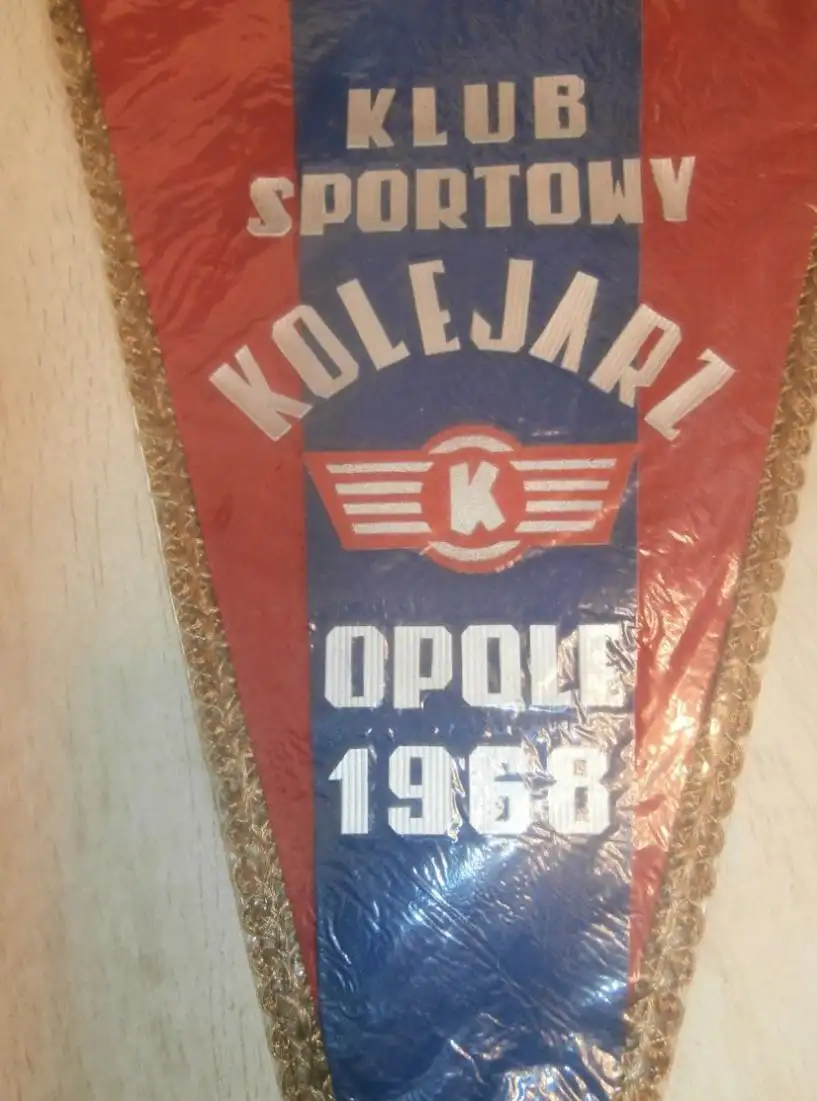 KLUB
SPORTOWY
KOLEJARZ
K
OPOLE
1968